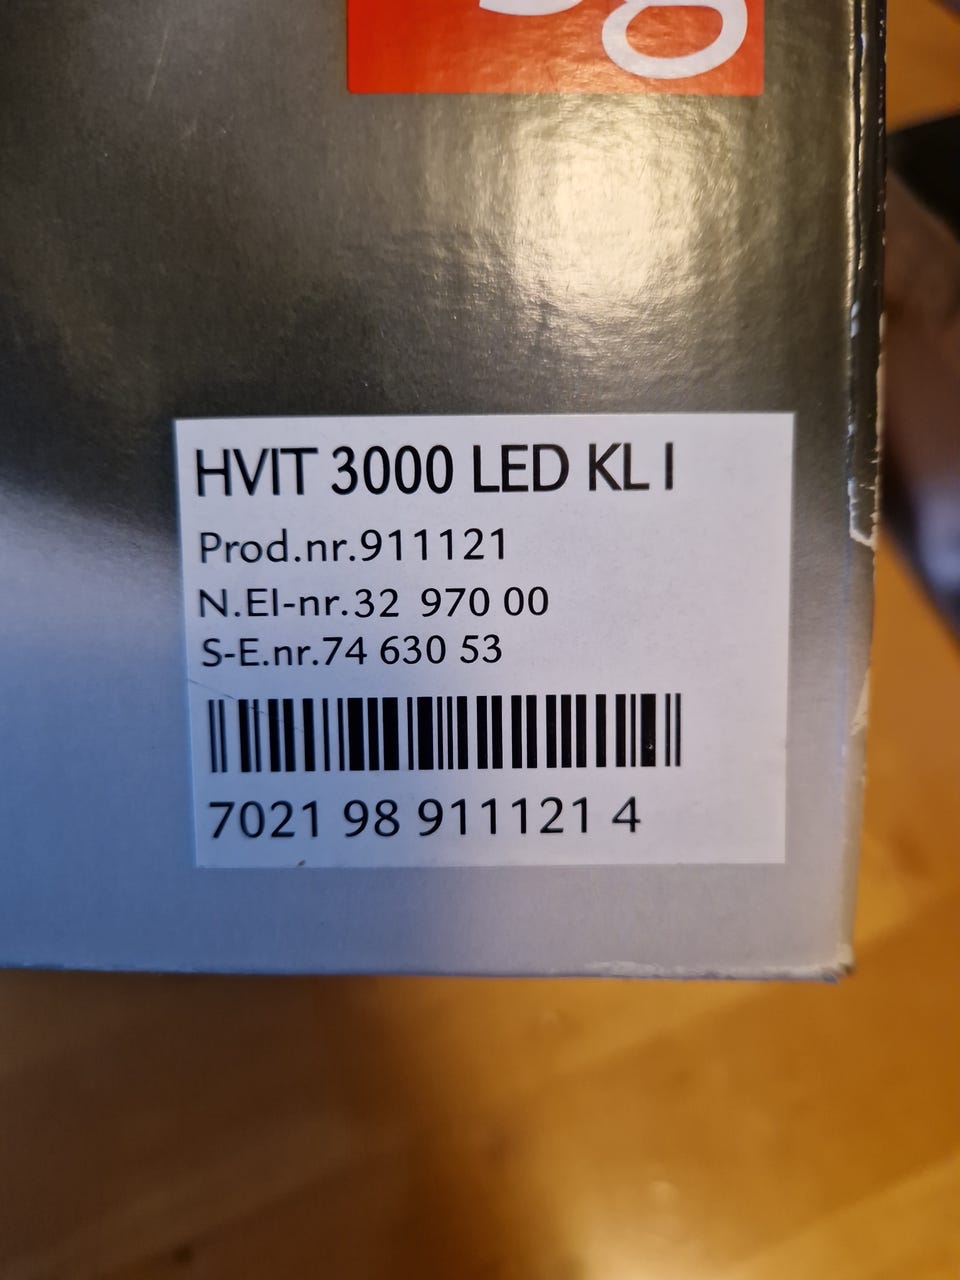 sg
HVIT 3000 LED KL I
Prod.nr.911121
N.El-nr.32 970 00
S-E.nr.74 630 53
7021 98 911121 4